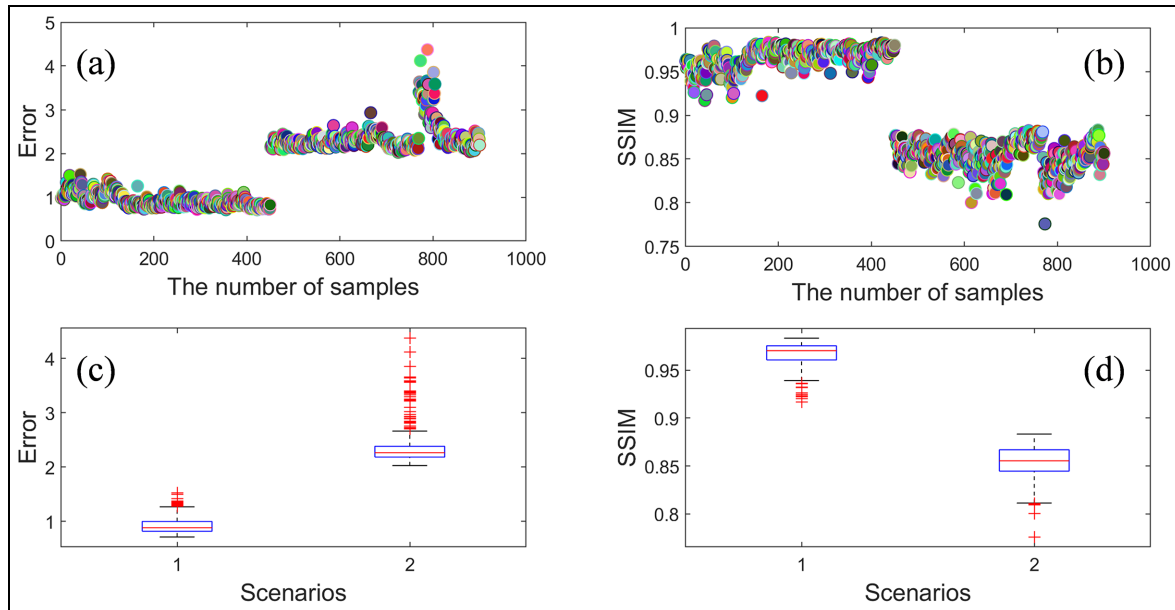 (a)
Error
5
4
3
2
1
0
0 200 400 600 800 1000
The number of samples
(b)
SSIM
1
0.95
0.9
0.85
0.8
0.75
0 200 400 600 800 1000
The number of samples
(c)
Error
4
3
2
1
1 2
Scenarios
(d)
SSIM
0.95
0.9
0.85
0.8
1 2
Scenarios